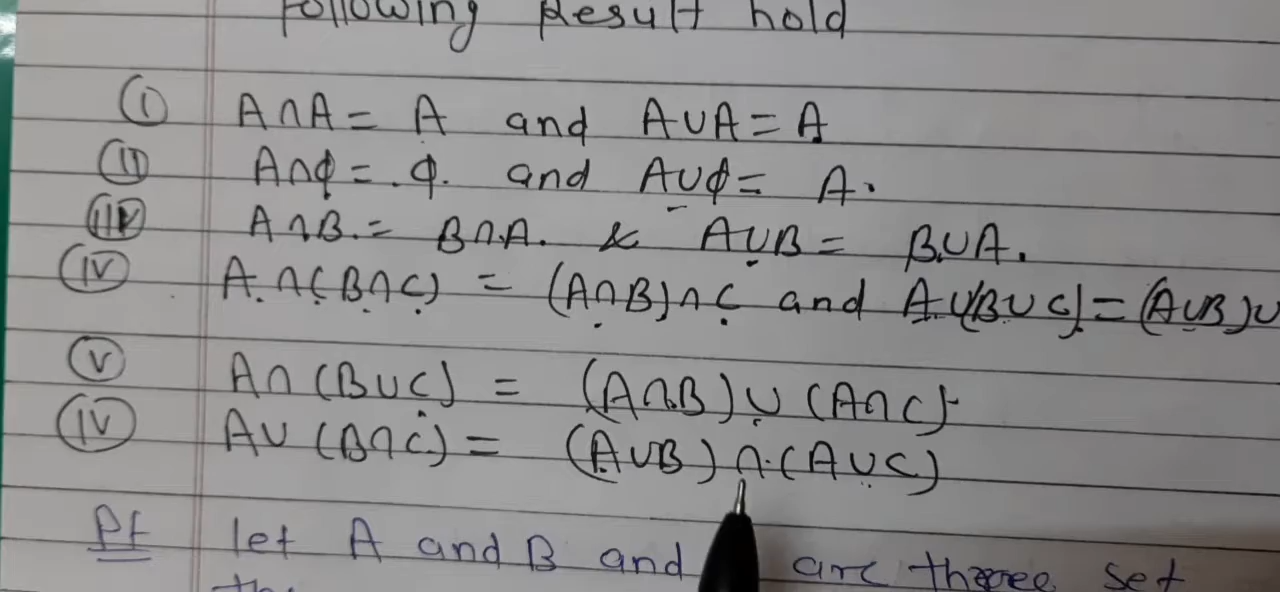 following Result hold
(i) A∩A = A and A∪A = A
(ii) A∩ϕ = .ϕ. and A∪ϕ = A.
(iii) A∩B. = B∩.A. & A∪B = B∪A.
(iv) A.∩(B∩C) = (A∩B)∩C and A.∪(B∪C) = (A∪B)∪
(v) A∩(B∪C) = (A∩B)∪(A∩C).
(iv) A∪(B∩C) = (A∪B)∩.(A∪C)
Pf let A and B and are three set